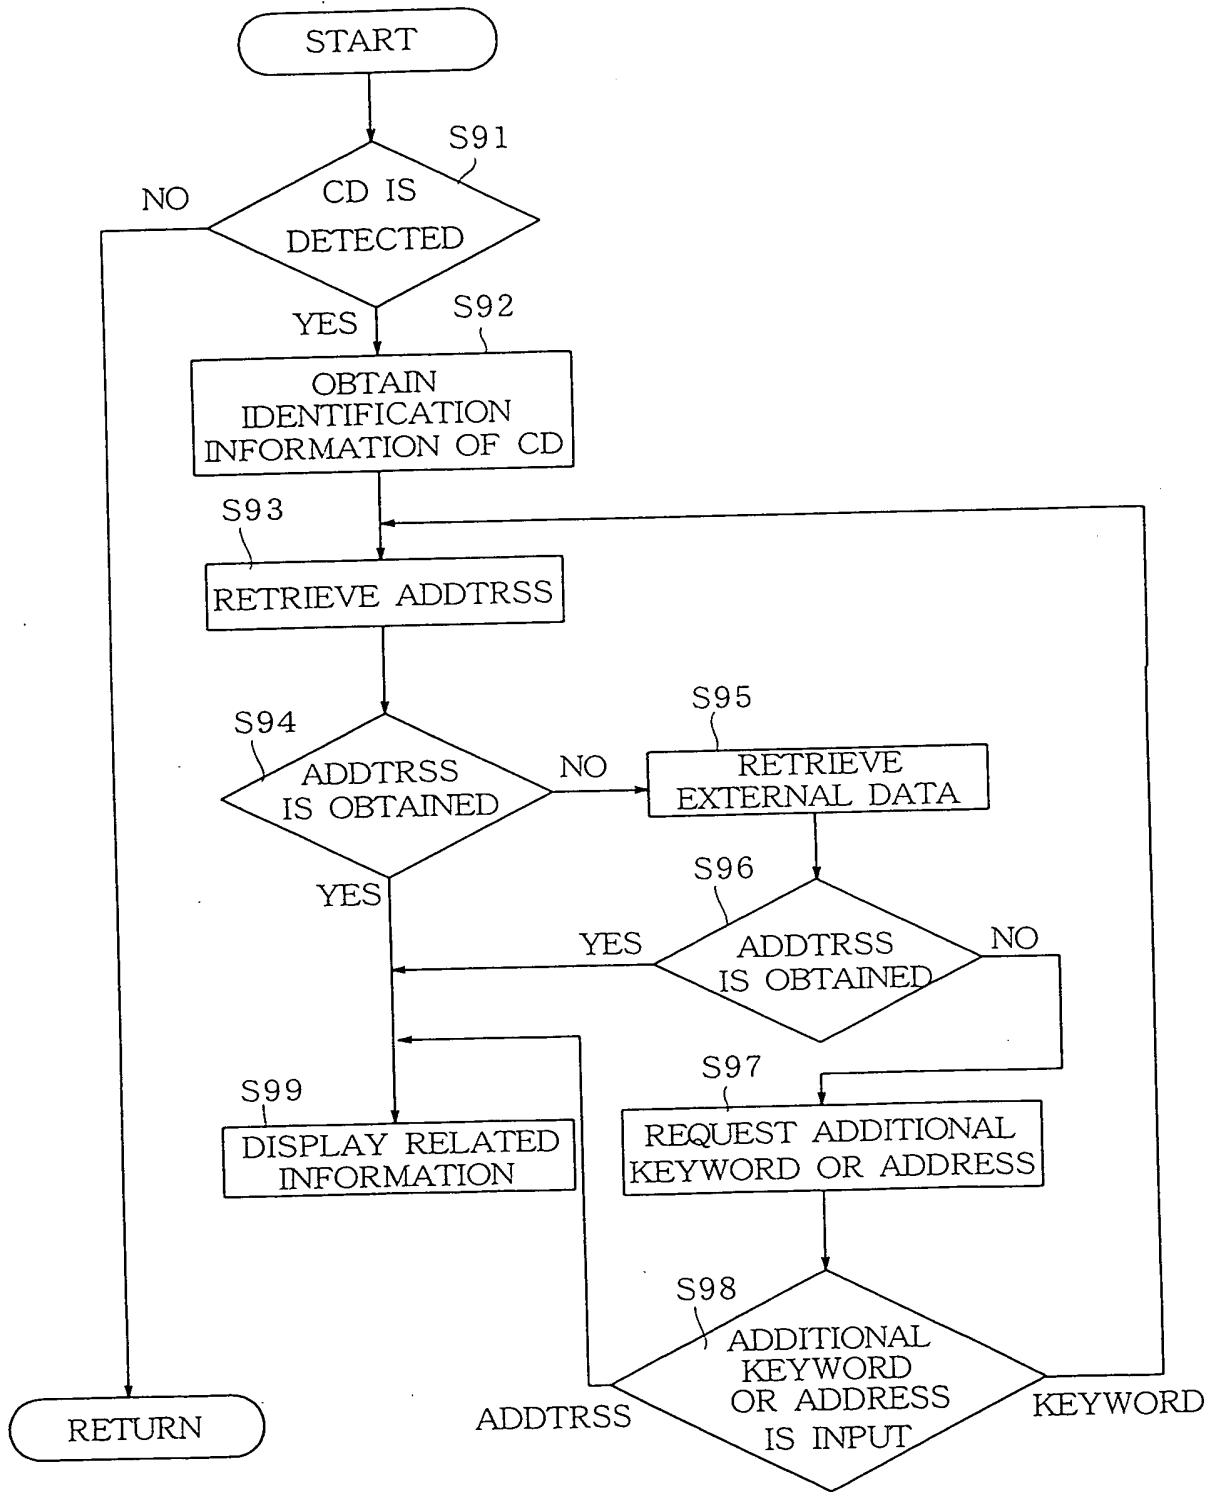 START
S91
NO
CD IS
DETECTED
YES
S92
OBTAIN
IDENTIFICATION
INFORMATION OF CD
S93
RETRIEVE ADDTRSS
S94
ADDTRSS
IS OBTAINED
NO
S95
RETRIEVE
EXTERNAL DATA
YES
S96
YES
ADDTRSS
IS OBTAINED
NO
S97
REQUEST ADDITIONAL
KEYWORD OR ADDRESS
S99
DISPLAY RELATED
INFORMATION
S98
ADDITIONAL
KEYWORD
OR ADDRESS
IS INPUT
ADDTRSS
KEYWORD
RETURN